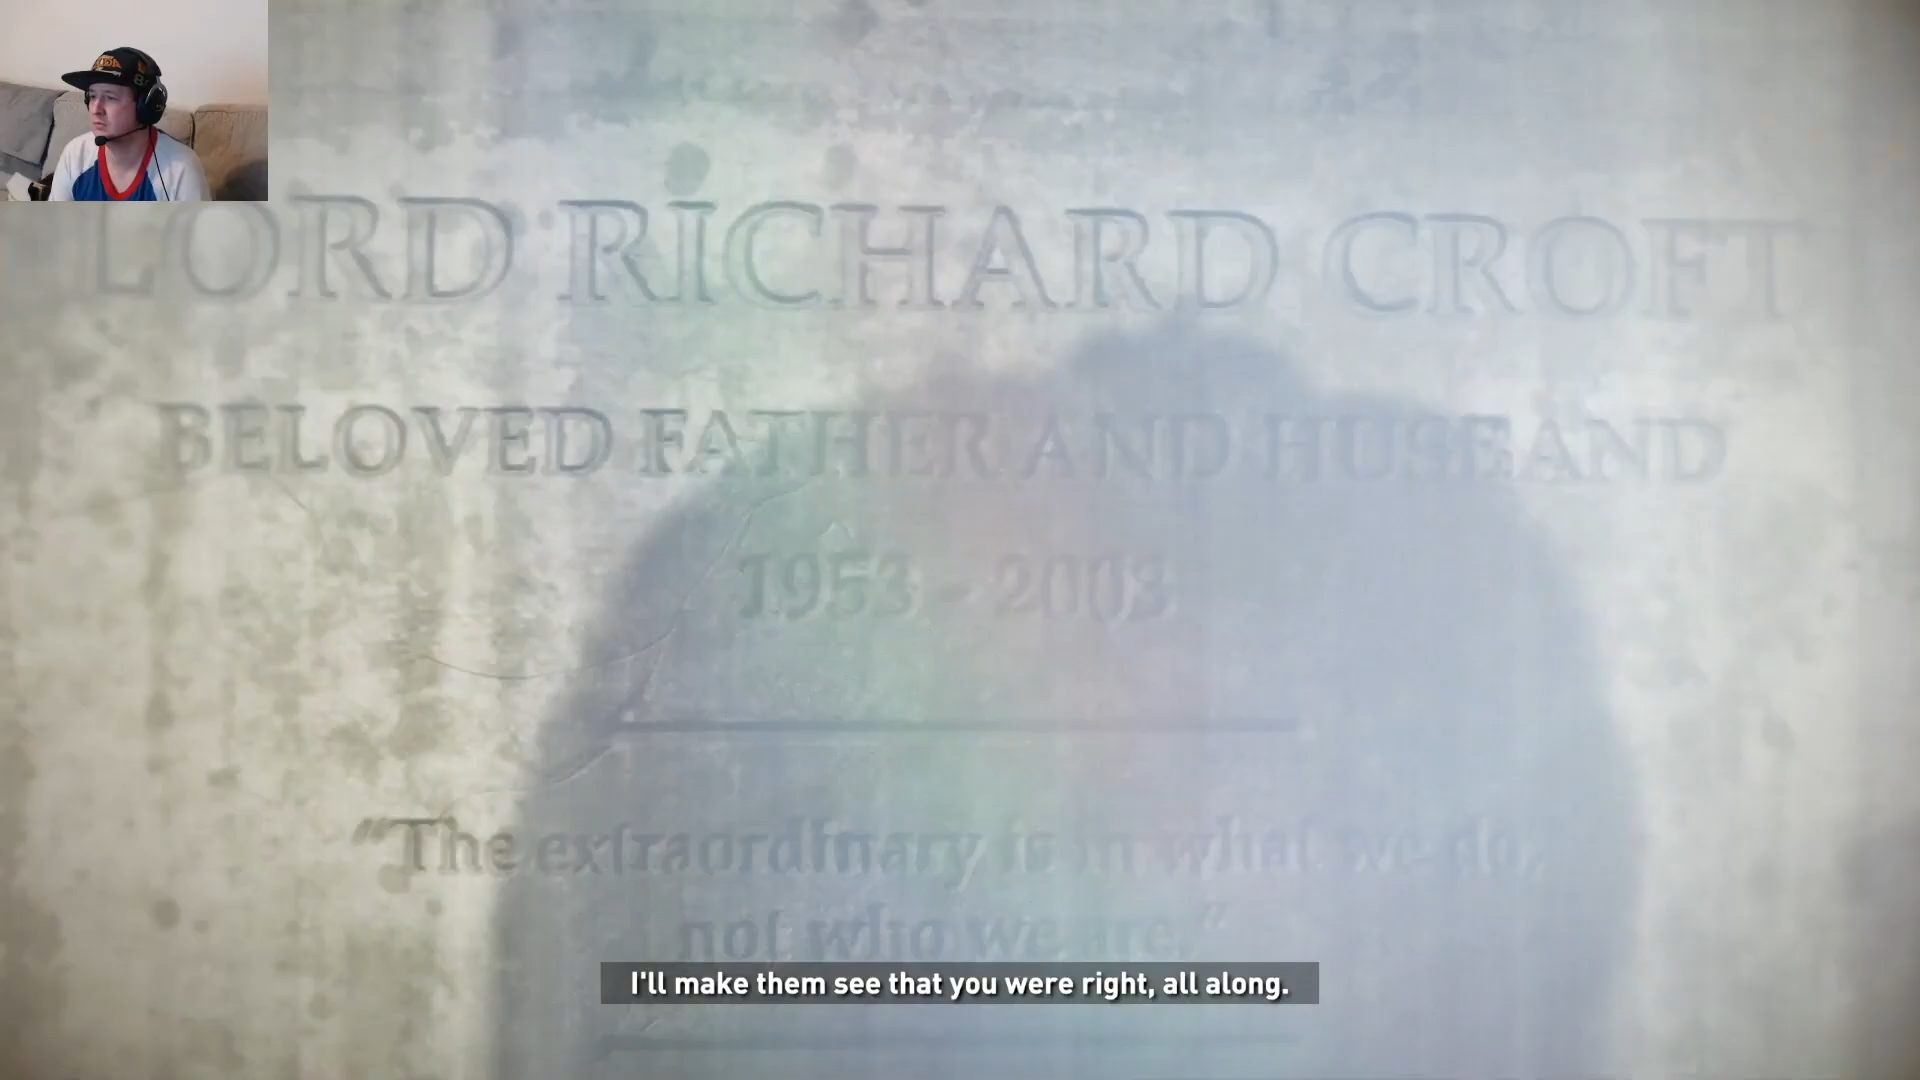 LORD RICHARD CROFT
BELOVED FATHER AND HUSBAND
1953 - 2003
"The extraordinary is in what we do,
not who we are."
I'll make them see that you were right, all along.